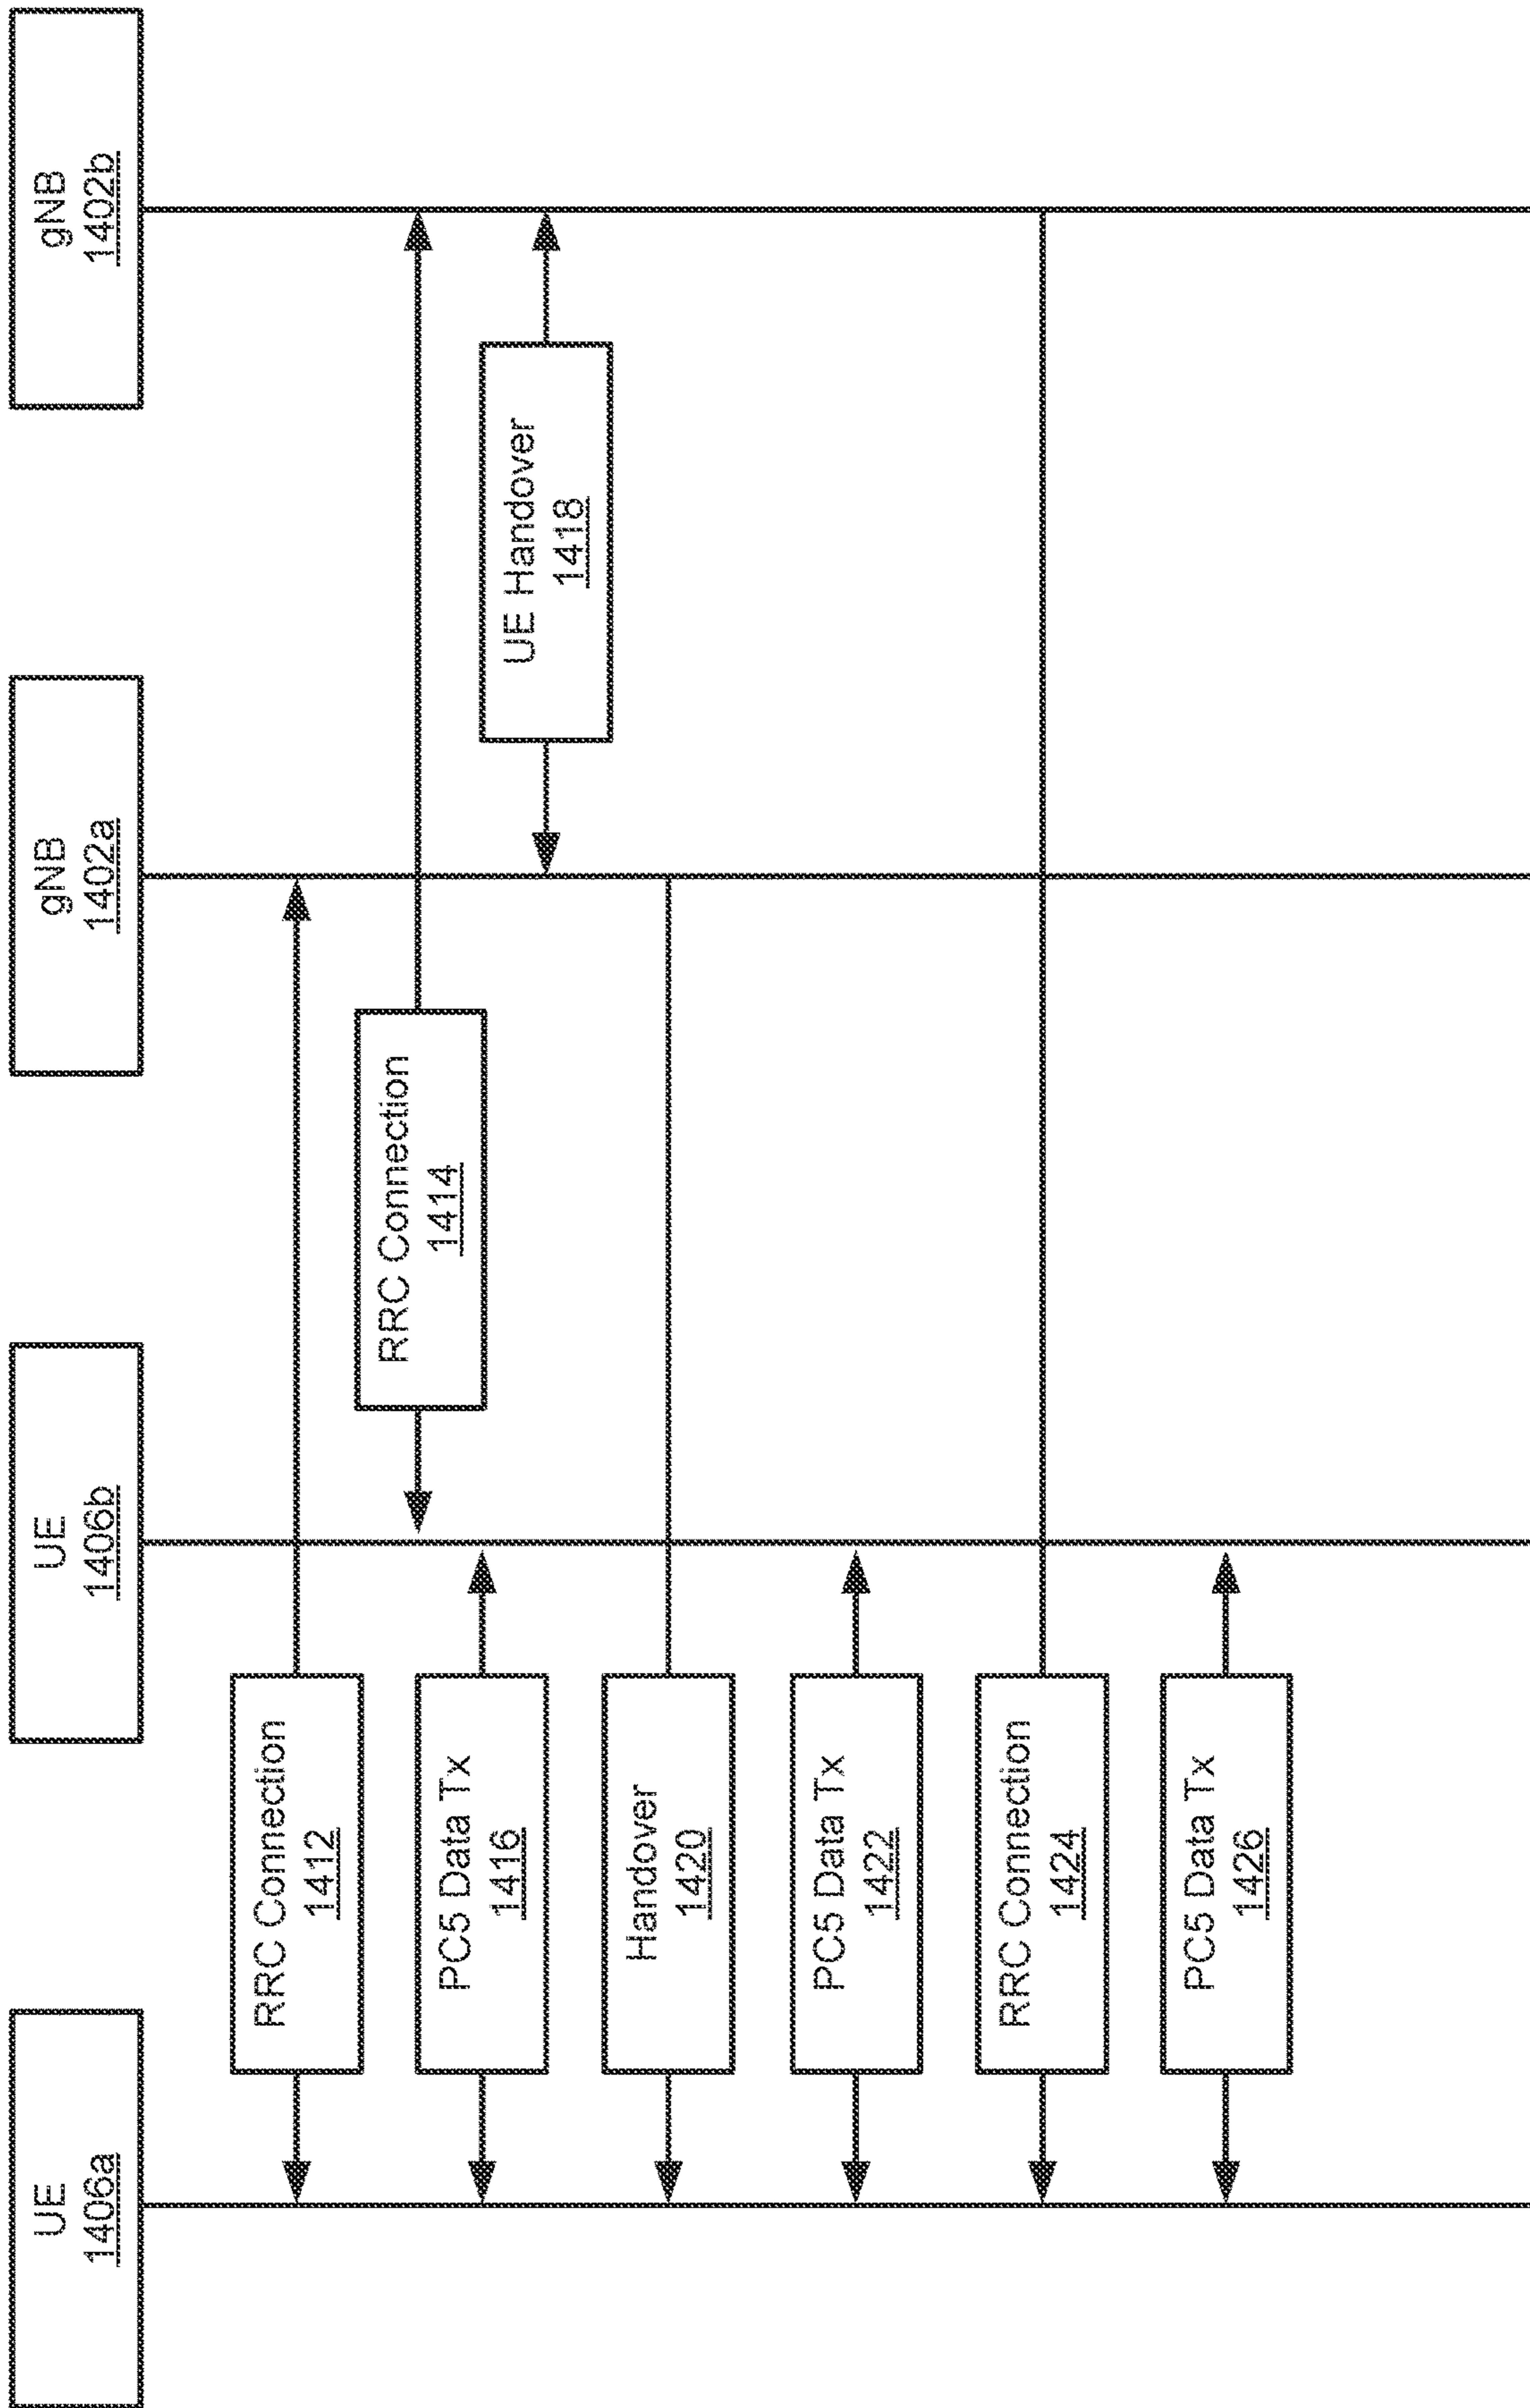 UE
1406a
UE
1406b
gNB
1402a
gNB
1402b
RRC Connection
1412
RRC Connection
1414
PC5 Data Tx
1416
UE Handover
1418
Handover
1420
PC5 Data Tx
1422
RRC Connection
1424
PC5 Data Tx
1426